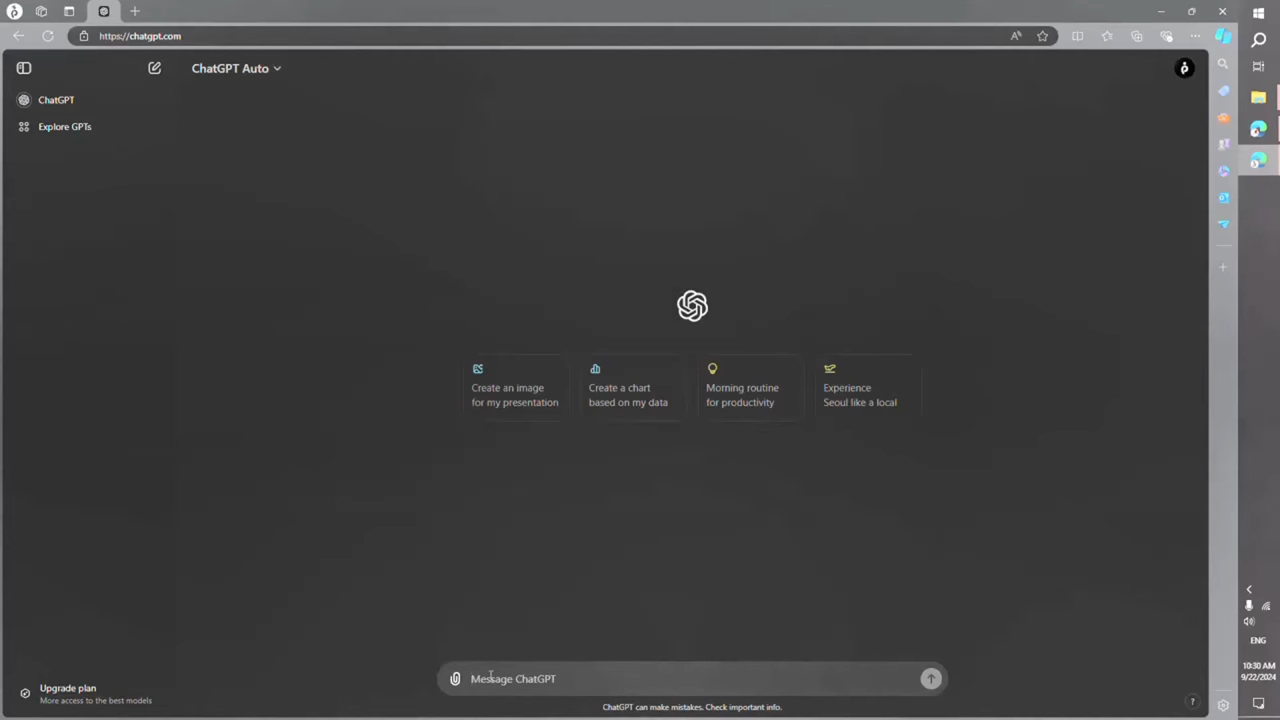 https://chatgpt.com
ChatGPT Auto
ChatGPT
Explore GPTs
Create an image
for my presentation
Create a chart
based on my data
Morning routine
for productivity
Experience
Seoul like a local
Message ChatGPT
ChatGPT can make mistakes. Check important info.
Upgrade plan
More access to the best models
?
ENG
10:30 AM
9/22/2024